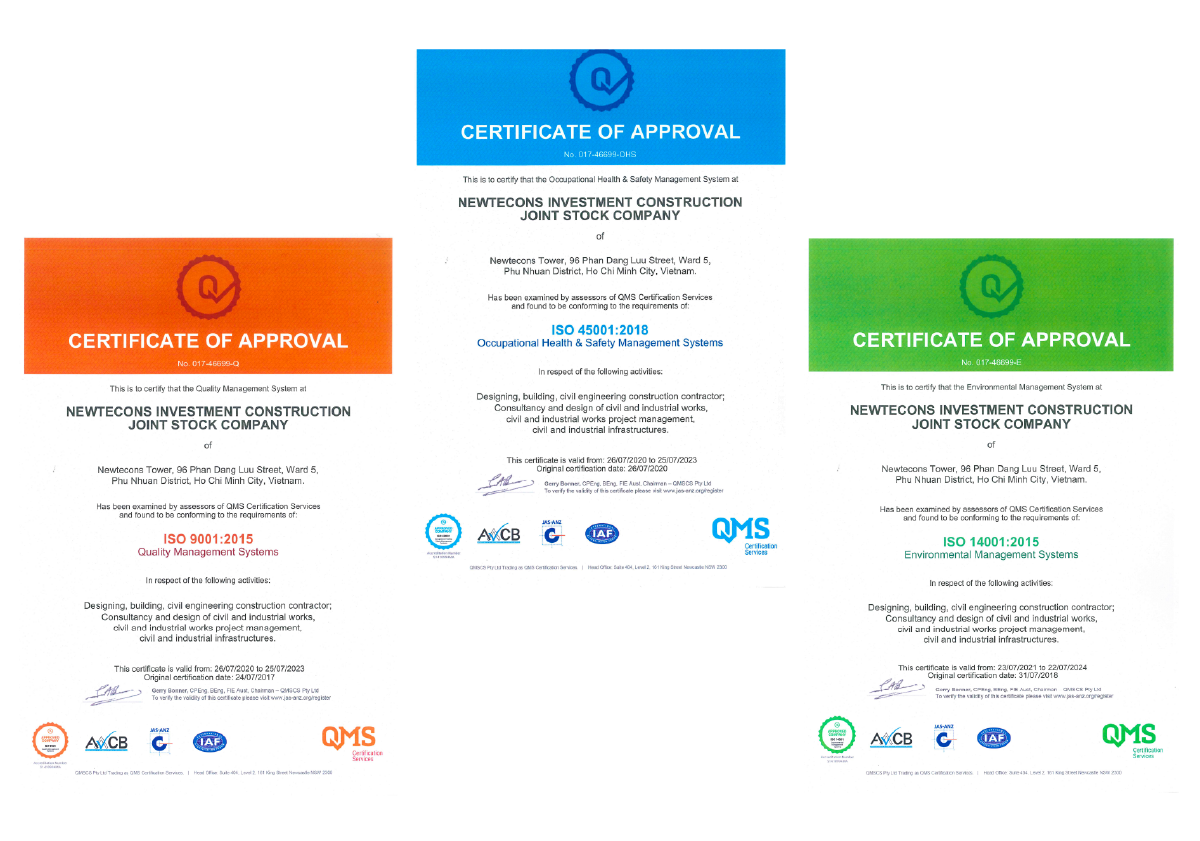 CERTIFICATE OF APPROVAL
No. 017-46699-Q
This is to certify that the Quality Management System at
NEWTECONS INVESTMENT CONSTRUCTION
JOINT STOCK COMPANY
of
Newtecons Tower, 96 Phan Dang Luu Street, Ward 5,
Phu Nhuan District, Ho Chi Minh City, Vietnam.
Has been examined by assessors of QMS Certification Services
and found to be conforming to the requirements of:
ISO 9001:2015
Quality Management Systems
In respect of the following activities:
Designing, building, civil engineering construction contractor;
Consultancy and design of civil and industrial works,
civil and industrial works project management,
civil and industrial infrastructures.
This certificate is valid from: 26/07/2020 to 25/07/2023
Original certification date: 24/07/2017
Gerry Bonner, CPEng, BEng, FIE Aust, Chairman – QMSCS Pty Ltd
To verify the validity of this certificate please visit www.jas-anz.org/register
APPROVED
COMPANY
JAS-ANZ
IAF
QMS
Certification
Services
QMSCS Pty Ltd Trading as QMS Certification Services | Head Office: Suite 404, Level 2, 101 King Street Newcastle NSW 2300
CERTIFICATE OF APPROVAL
No. 017-46699-OHS
This is to certify that the Occupational Health & Safety Management System at
NEWTECONS INVESTMENT CONSTRUCTION
JOINT STOCK COMPANY
of
Newtecons Tower, 96 Phan Dang Luu Street, Ward 5,
Phu Nhuan District, Ho Chi Minh City, Vietnam.
Has been examined by assessors of QMS Certification Services
and found to be conforming to the requirements of:
ISO 45001:2018
Occupational Health & Safety Management Systems
In respect of the following activities:
Designing, building, civil engineering construction contractor;
Consultancy and design of civil and industrial works,
civil and industrial works project management,
civil and industrial infrastructures.
This certificate is valid from: 26/07/2020 to 25/07/2023
Original certification date: 26/07/2020
Gerry Bonner, CPEng, BEng, FIE Aust, Chairman – QMSCS Pty Ltd
To verify the validity of this certificate please visit www.jas-anz.org/register
APPROVED
COMPANY
JAS-ANZ
IAF
QMS
Certification
Services
QMSCS Pty Ltd Trading as QMS Certification Services | Head Office: Suite 404, Level 2, 101 King Street Newcastle NSW 2300
CERTIFICATE OF APPROVAL
No. 017-46699-E
This is to certify that the Environmental Management System at
NEWTECONS INVESTMENT CONSTRUCTION
JOINT STOCK COMPANY
of
Newtecons Tower, 96 Phan Dang Luu Street, Ward 5,
Phu Nhuan District, Ho Chi Minh City, Vietnam.
Has been examined by assessors of QMS Certification Services
and found to be conforming to the requirements of:
ISO 14001:2015
Environmental Management Systems
In respect of the following activities:
Designing, building, civil engineering construction contractor;
Consultancy and design of civil and industrial works,
civil and industrial works project management,
civil and industrial infrastructures.
This certificate is valid from: 23/07/2021 to 22/07/2024
Original certification date: 31/07/2018
Gerry Bonner, CPEng, BEng, FIE Aust, Chairman – QMSCS Pty Ltd
To verify the validity of this certificate please visit www.jas-anz.org/register
APPROVED
COMPANY
JAS-ANZ
IAF
QMS
Certification
Services
QMSCS Pty Ltd Trading as QMS Certification Services | Head Office: Suite 404, Level 2, 101 King Street Newcastle NSW 2300